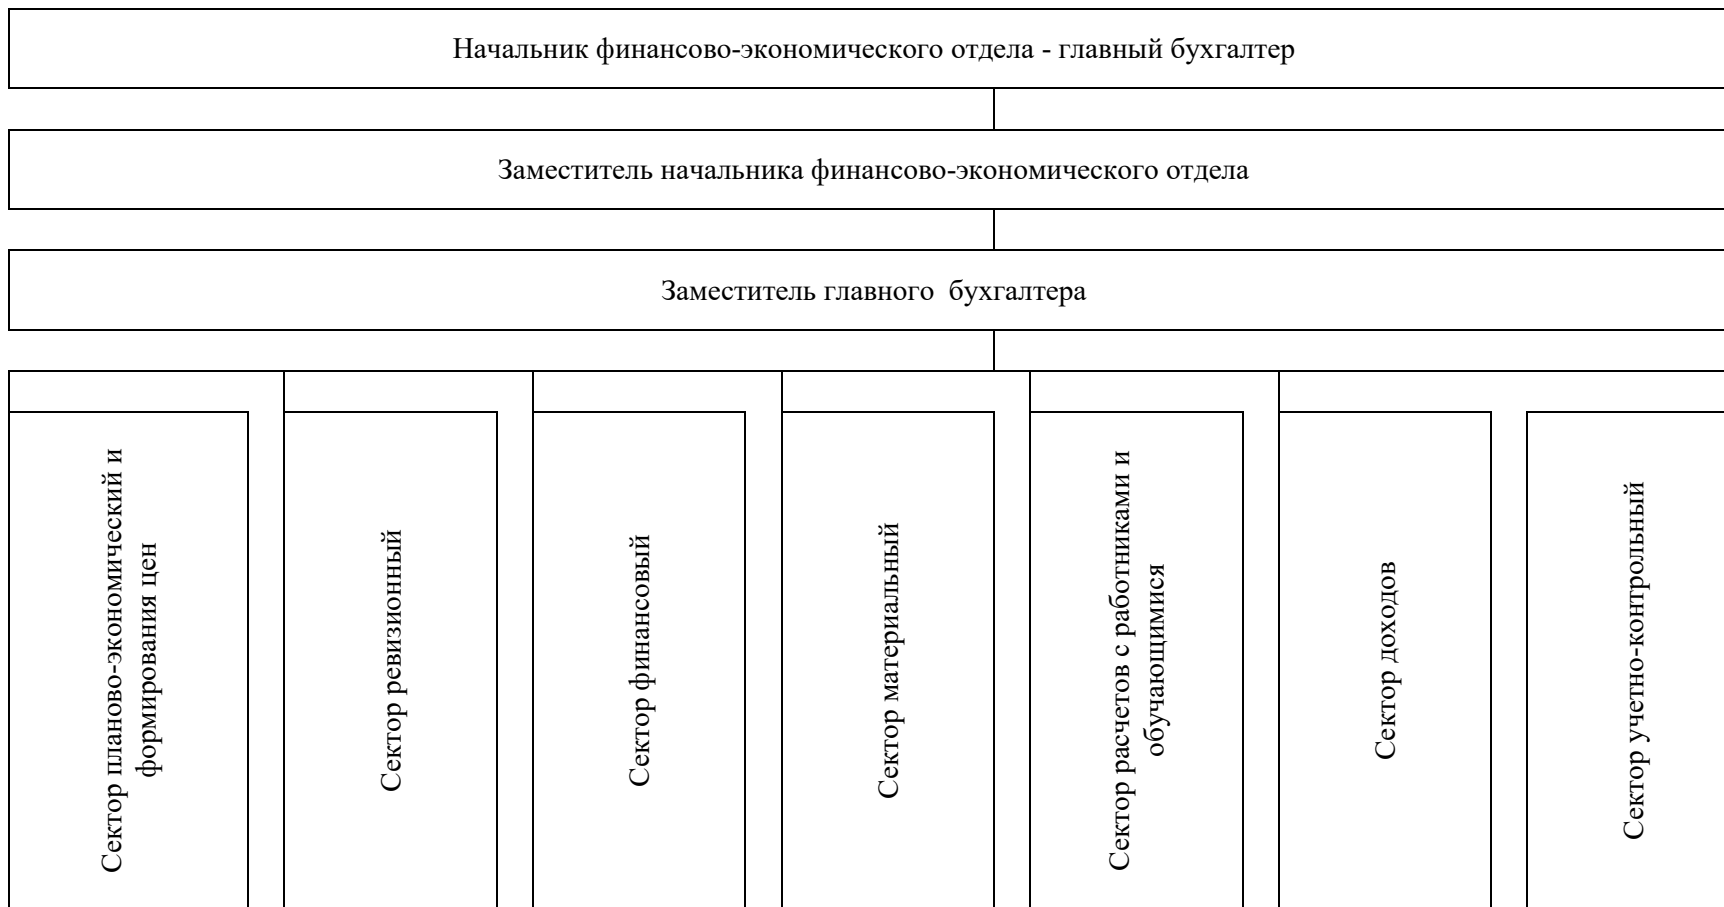 Начальник финансово-экономического отдела - главный бухгалтер
Заместитель начальника финансово-экономического отдела
Заместитель главного  бухгалтера
Сектор планово-экономический и
формирования цен
Сектор ревизионный
Сектор финансовый
Сектор материальный
Сектор расчетов с работниками и
обучающимися
Сектор доходов
Сектор учетно-контрольный